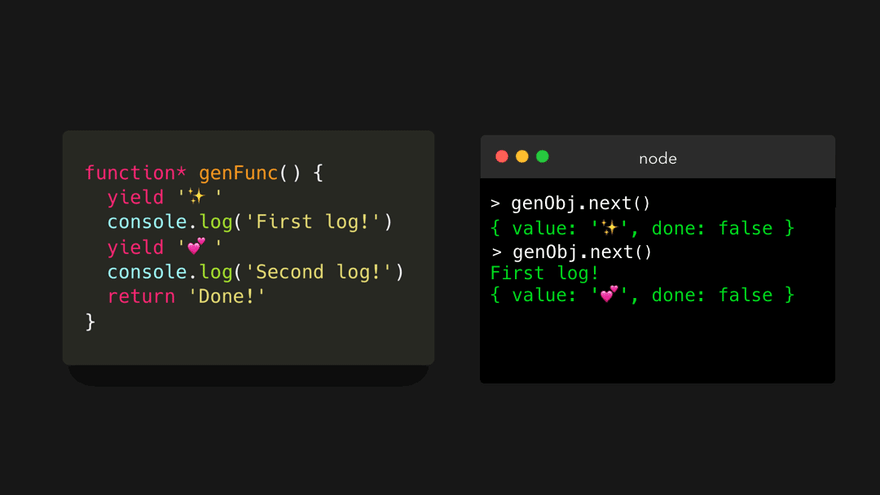 function* genFunc() {
  yield '✨ '
  console.log('First log!')
  yield '💕 '
  console.log('Second log!')
  return 'Done!'
}
node
> genObj.next()
{ value: '✨', done: false }
> genObj.next()
First log!
{ value: '💕', done: false }